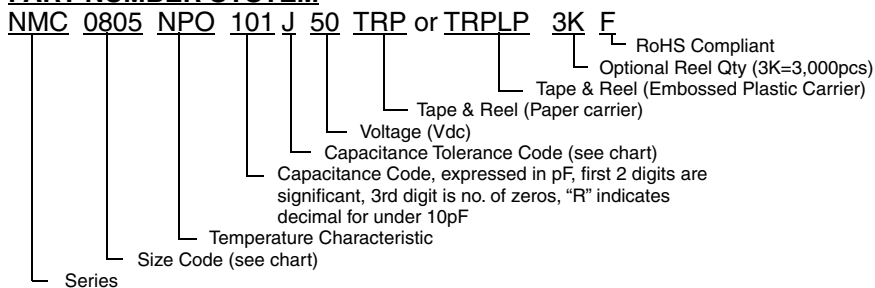 PART NUMBER SYSTEM
NMC 0805 NPO 101 J 50 TRP or TRPLP 3K F
RoHS Compliant
Optional Reel Qty (3K=3,000pcs)
Tape & Reel (Embossed Plastic Carrier)
Tape & Reel (Paper carrier)
Voltage (Vdc)
Capacitance Tolerance Code (see chart)
Capacitance Code, expressed in pF, first 2 digits are
significant, 3rd digit is no. of zeros, “R” indicates
decimal for under 10pF
Temperature Characteristic
Size Code (see chart)
Series